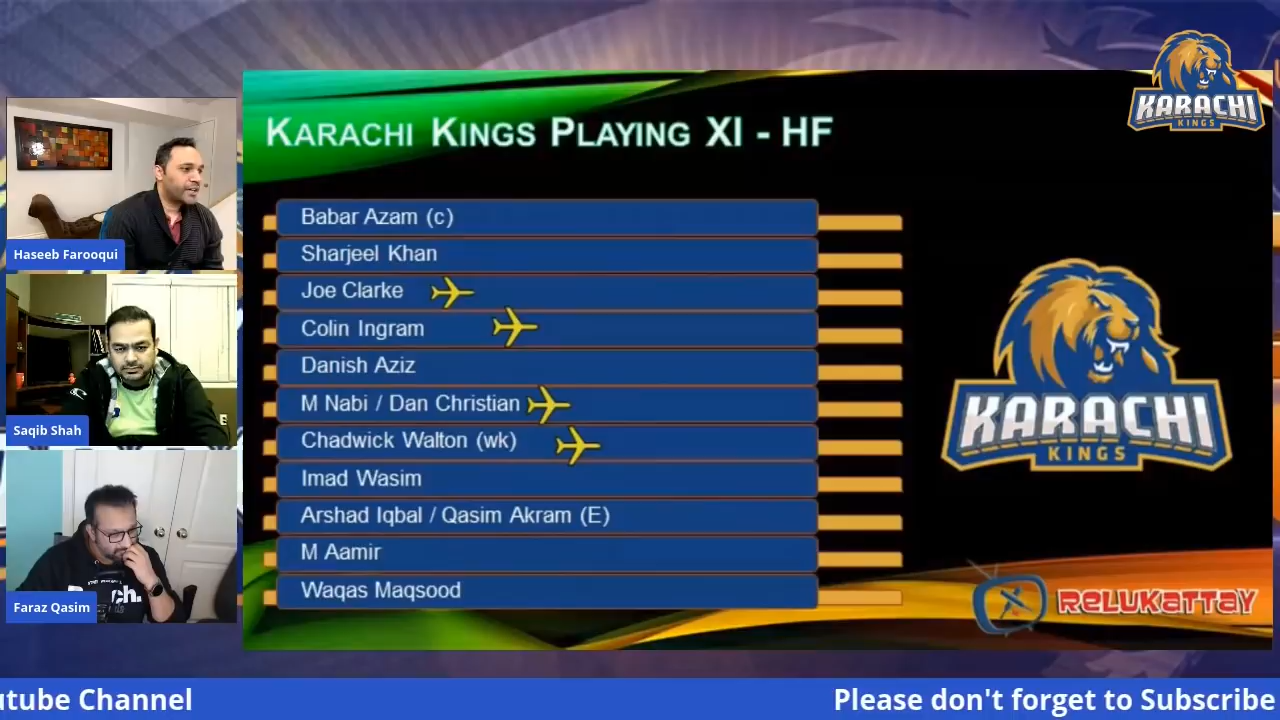 KARACHI
KINGS
KARACHI KINGS PLAYING XI - HF
Babar Azam (c)
Sharjeel Khan
Joe Clarke
Colin Ingram
Danish Aziz
M Nabi / Dan Christian
Chadwick Walton (wk)
Imad Wasim
Arshad Iqbal / Qasim Akram (E)
M Aamir
Waqas Maqsood
KARACHI
KINGS
RELUKATTAY
Haseeb Farooqui
Saqib Shah
Faraz Qasim
utube Channel
Please don't forget to Subscribe